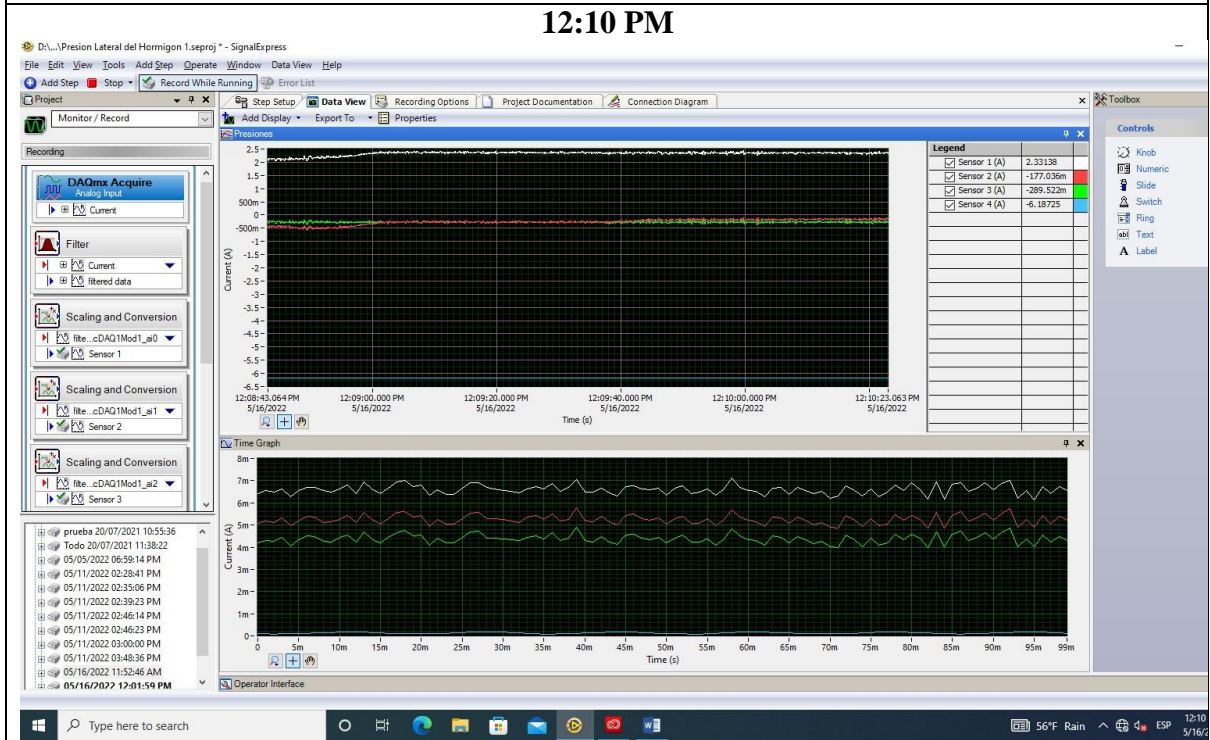 12:10 PM
D:\...\Presion Lateral del Hormigon 1.seproj * - SignalExpress
File Edit View Tools Add Step Operate Window Data View Help
Add Step Stop Record While Running Error List
Project
Monitor / Record
Recording
DAQmx Acquire
Analog Input
Current
Filter
Current
filtered data
Scaling and Conversion
filte...cDAQ1Mod1_ai0
Sensor 1
Scaling and Conversion
filte...cDAQ1Mod1_ai1
Sensor 2
Scaling and Conversion
filte...cDAQ1Mod1_ai2
Sensor 3
prueba 20/07/2021 10:55:36
Todo 20/07/2021 11:38:22
05/05/2022 06:59:14 PM
05/11/2022 02:28:41 PM
05/11/2022 02:35:06 PM
05/11/2022 02:39:23 PM
05/11/2022 02:46:14 PM
05/11/2022 02:46:23 PM
05/11/2022 03:00:00 PM
05/11/2022 03:48:36 PM
05/16/2022 11:52:46 AM
05/16/2022 12:01:59 PM
Step Setup Data View Recording Options Project Documentation Connection Diagram
Add Display Export To Properties
Presiones
2.5
2
1.5
1
500m
0
-500m
-1
-1.5
-2
-2.5
-3
-3.5
-4
-4.5
-5
-5.5
-6
-6.5
Current (A)
12:08:43.064 PM 12:09:00.000 PM 12:09:20.000 PM 12:09:40.000 PM 12:10:00.000 PM 12:10:23.063 PM
5/16/2022 5/16/2022 5/16/2022 5/16/2022 5/16/2022 5/16/2022
Time (s)
Legend
Sensor 1 (A) 2.33138
Sensor 2 (A) -177.036m
Sensor 3 (A) -289.522m
Sensor 4 (A) -6.18725
Time Graph
8m
7m
6m
5m
4m
3m
2m
1m
0
Current (A)
0 5m 10m 15m 20m 25m 30m 35m 40m 45m 50m 55m 60m 65m 70m 75m 80m 85m 90m 95m 99m
Time (s)
Operator Interface
Toolbox
Controls
Knob
Numeric
Slide
Switch
Ring
Text
A Label
Type here to search
56°F Rain ESP 12:10
5/16/2